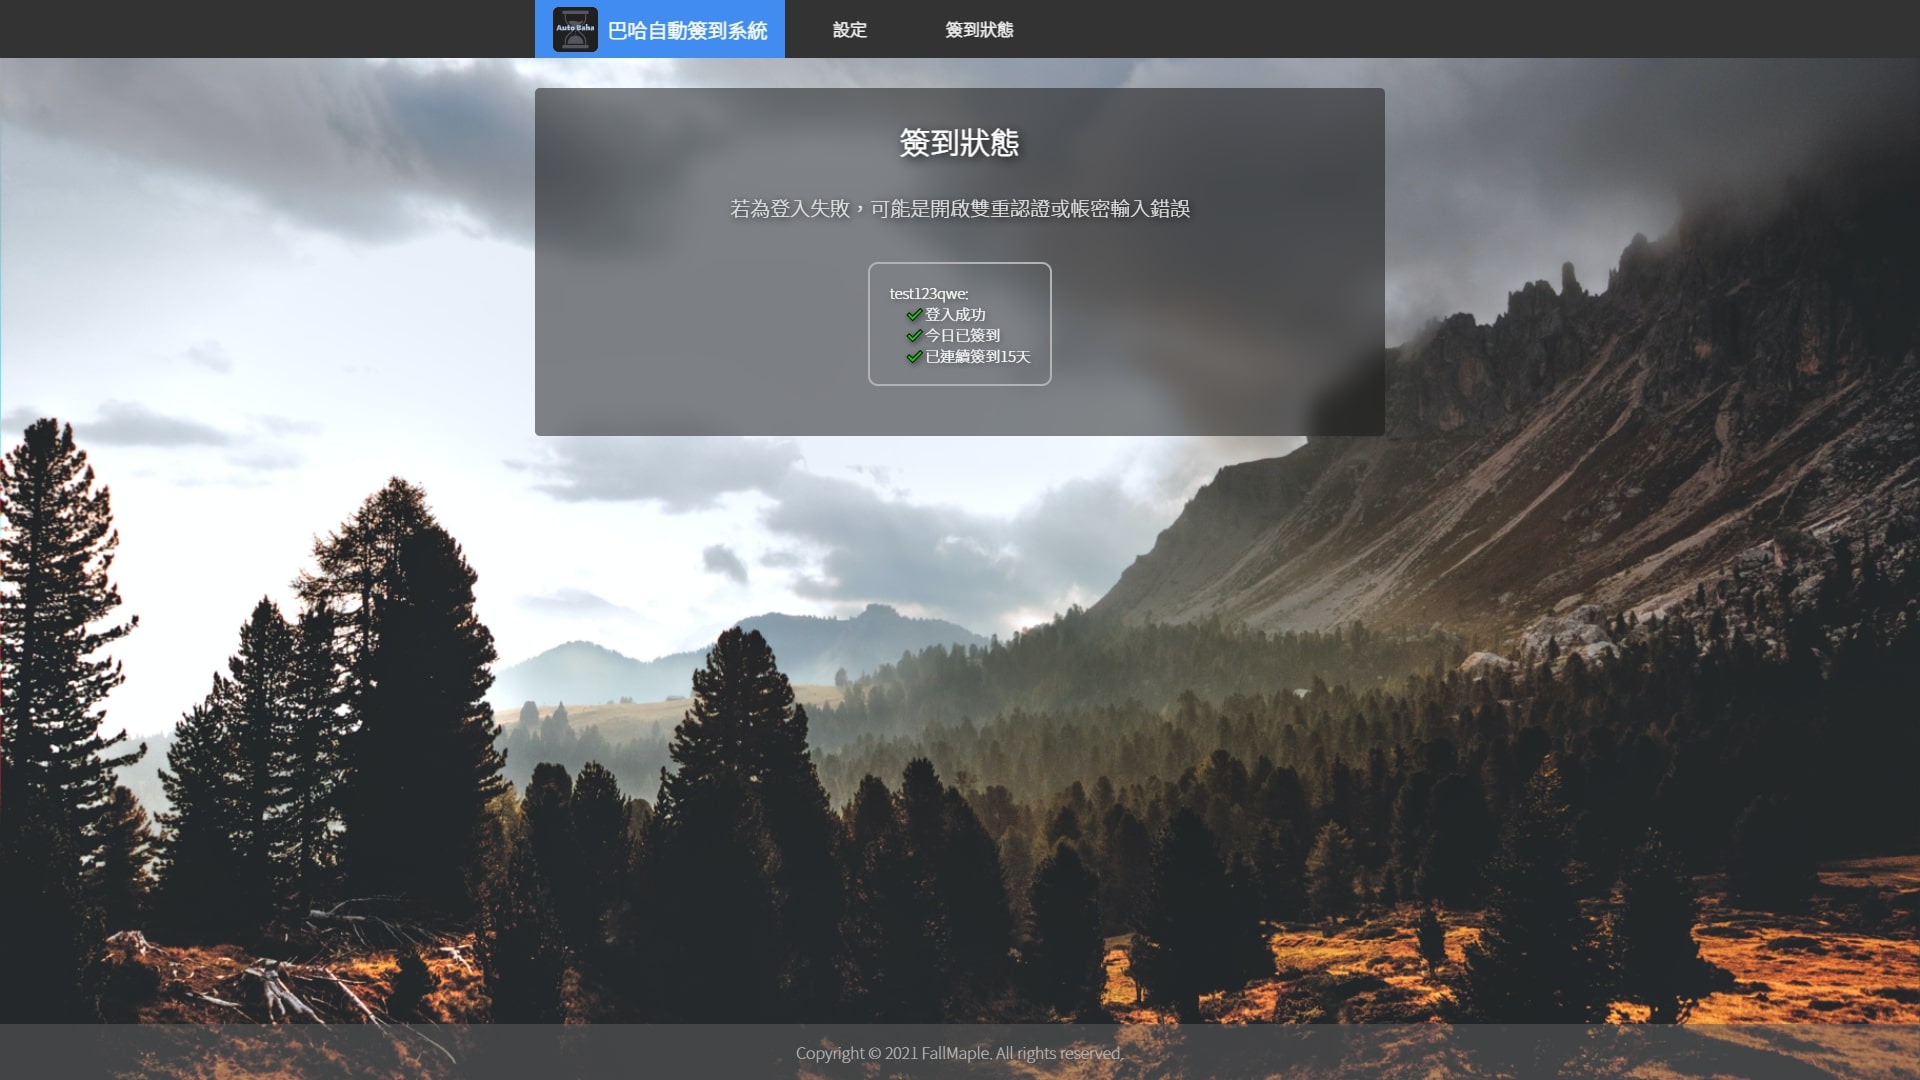 Auto Baha
巴哈自動簽到系統
設定
簽到狀態
簽到狀態
若為登入失敗，可能是開啟雙重認證或帳密輸入錯誤
test123qwe:
登入成功
今日已簽到
已連續簽到15天
Copyright © 2021 FallMaple. All rights reserved.